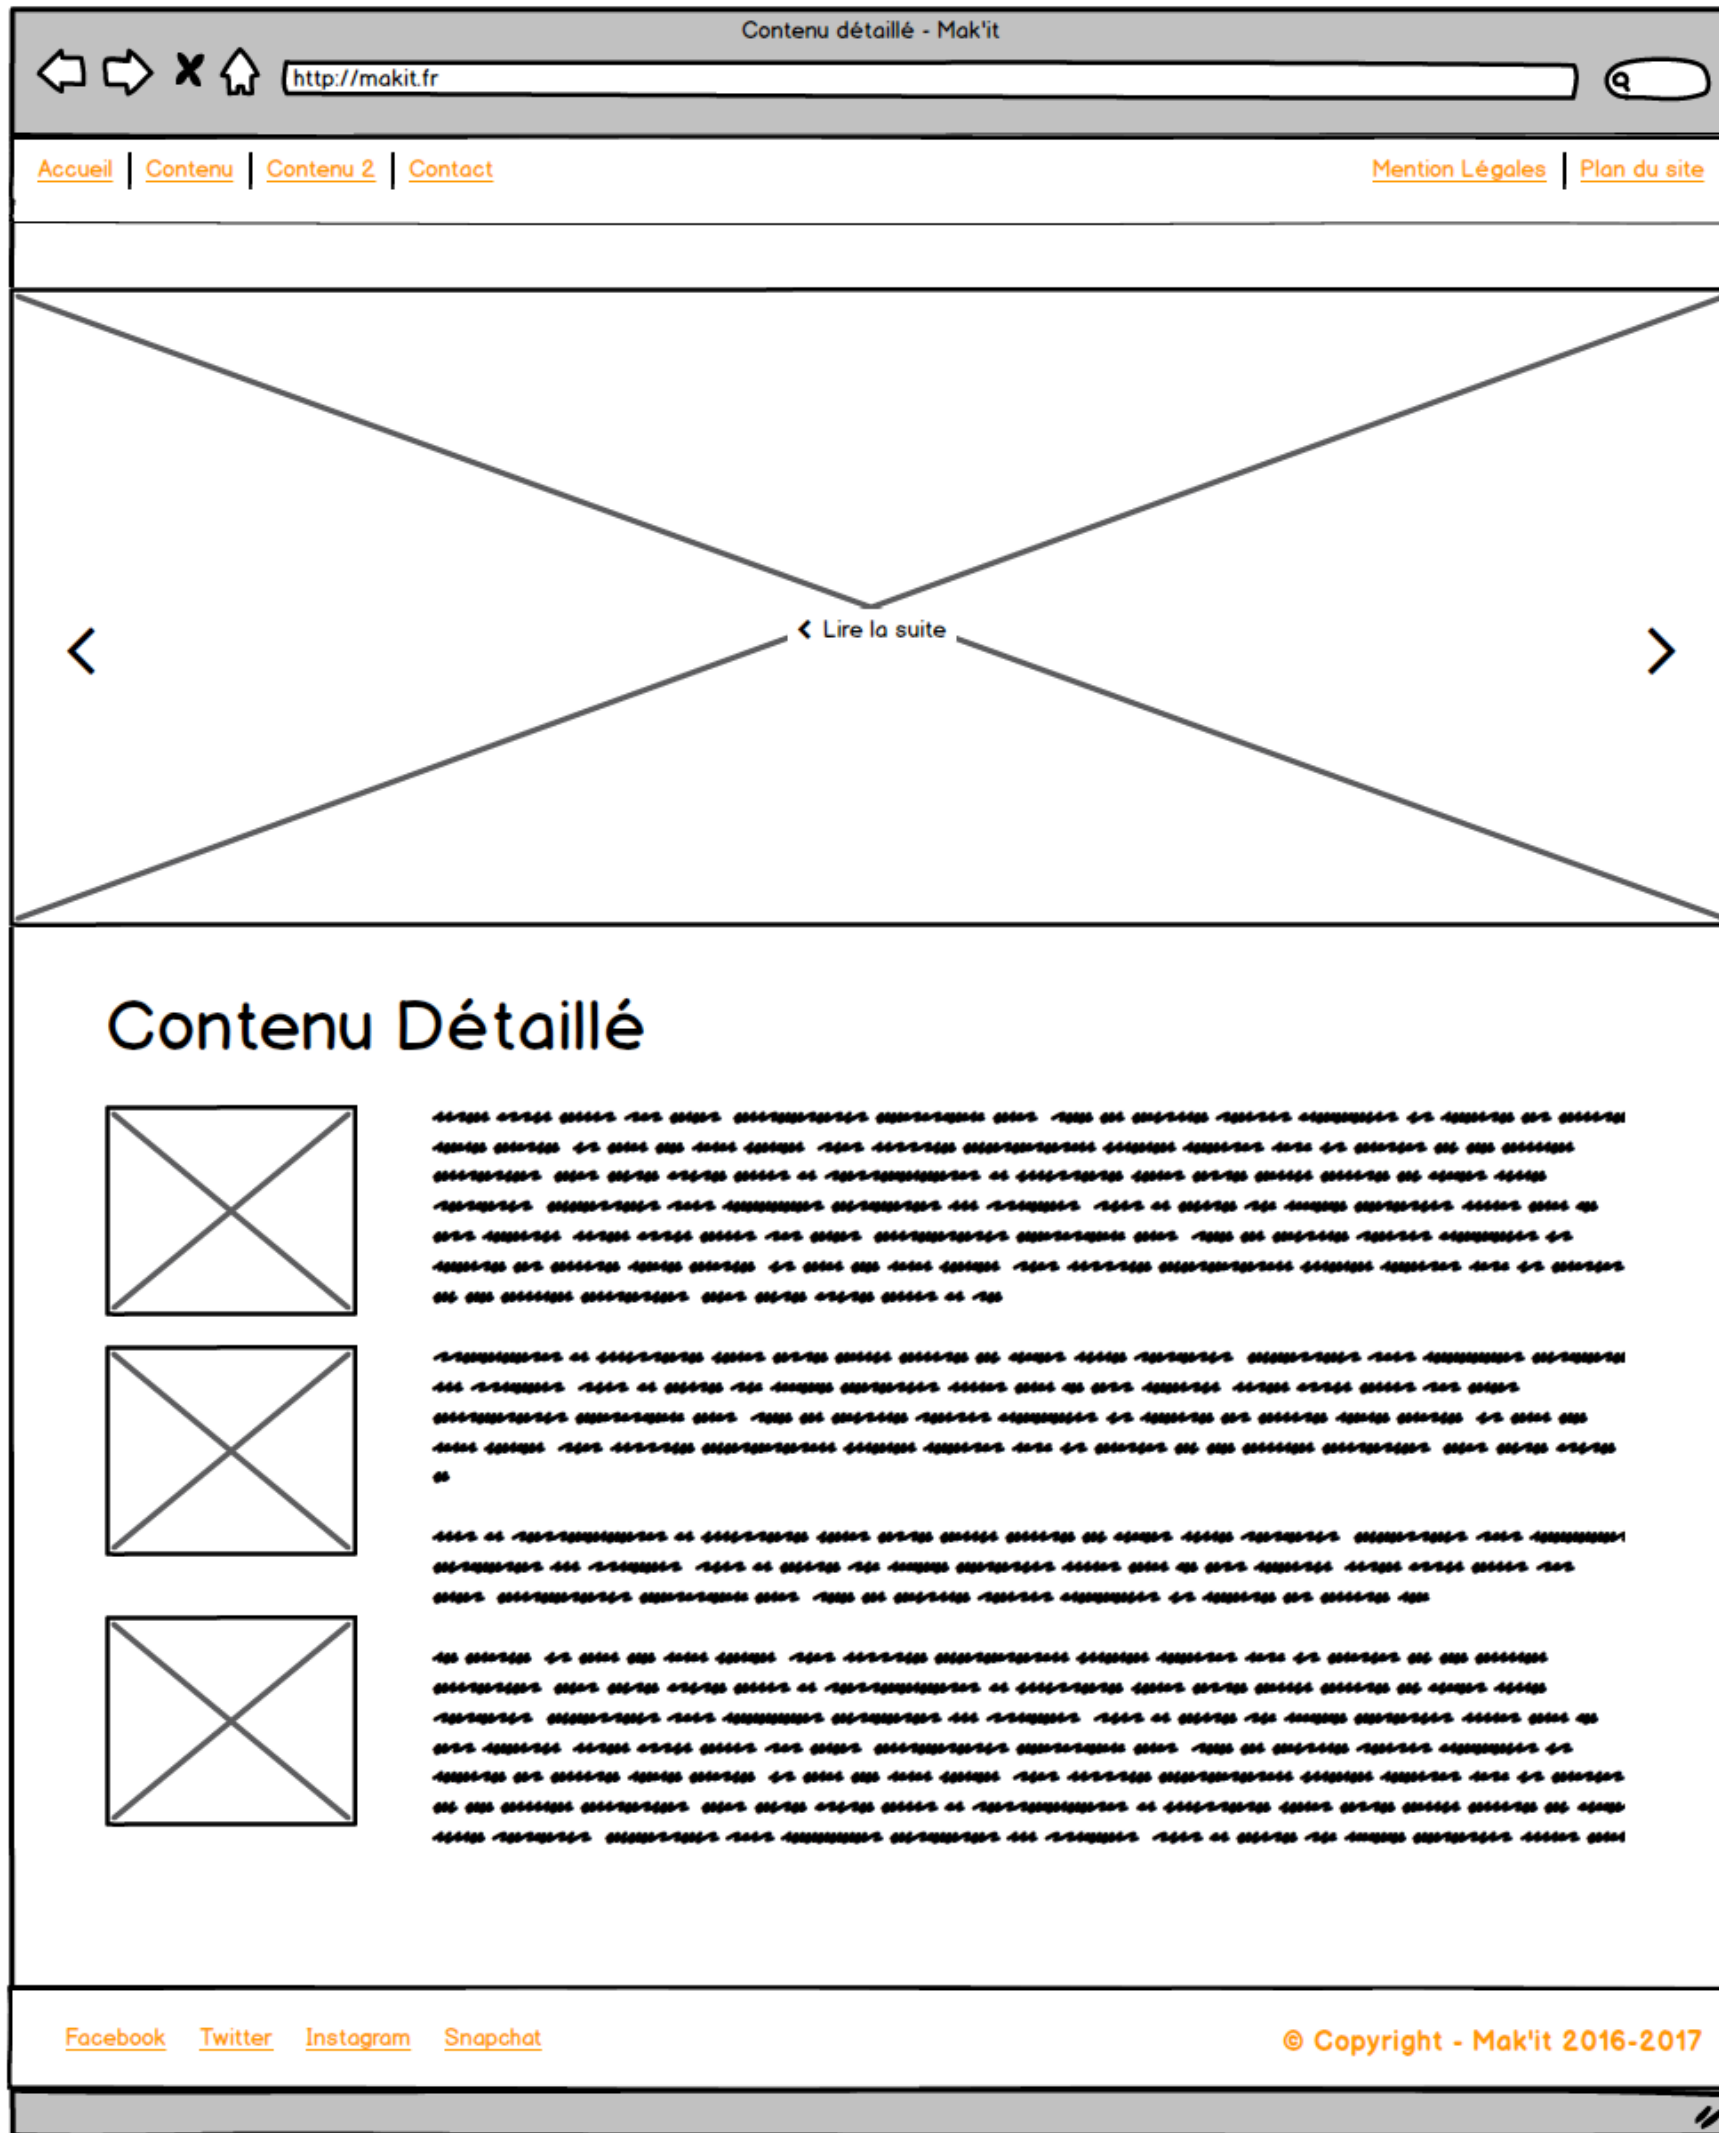 Contenu détaillé - Mak'it
http://makit.fr
Accueil Contenu Contenu 2 Contact Mention Légales Plan du site
Lire la suite
Contenu Détaillé
Facebook Twitter Instagram Snapchat © Copyright - Mak'it 2016-2017